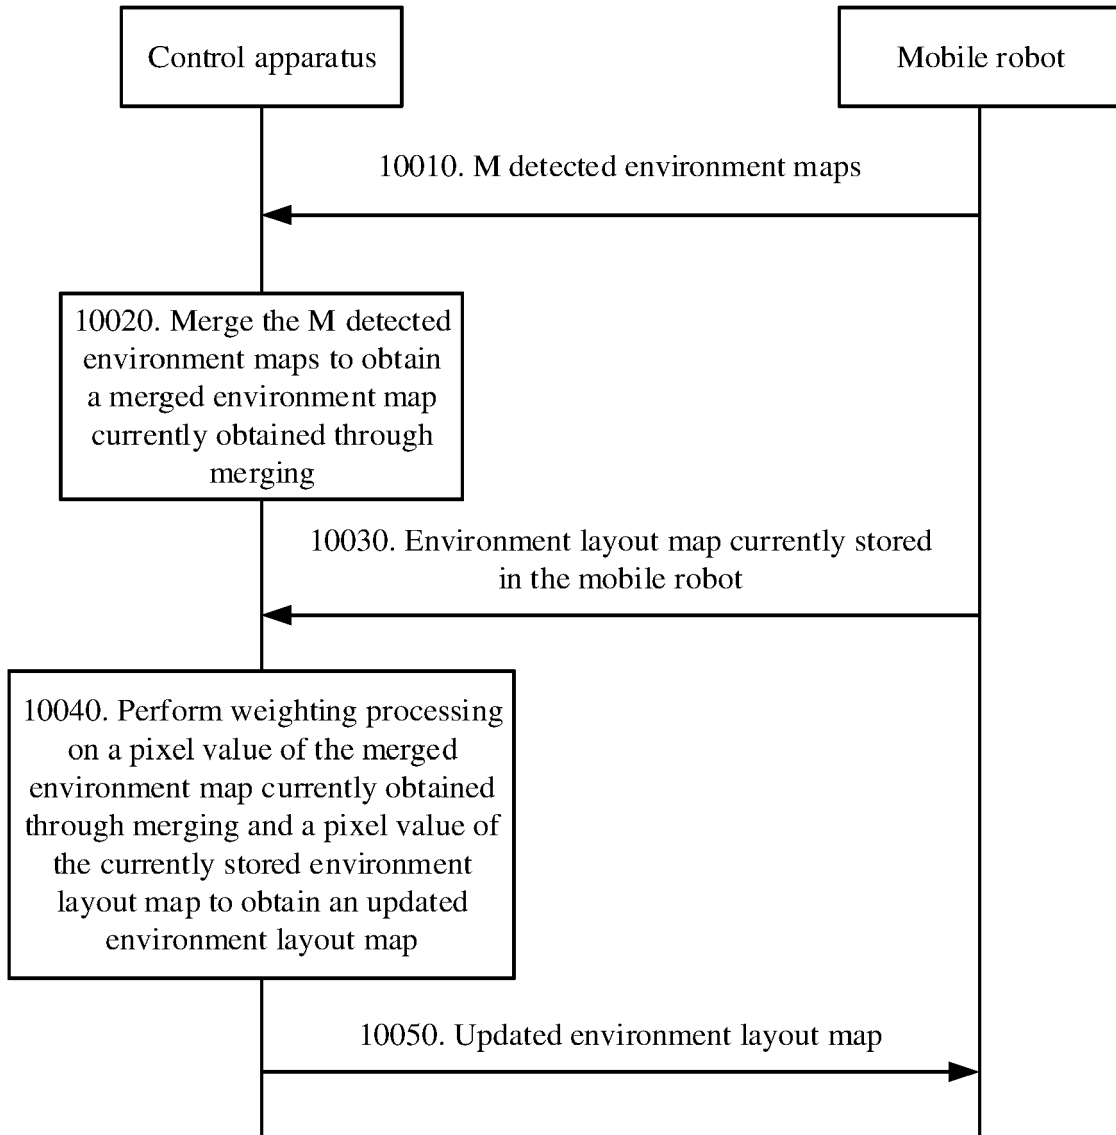 Control apparatus
Mobile robot
10010. M detected environment maps
10020. Merge the M detected
environment maps to obtain
a merged environment map
currently obtained through
merging
10030. Environment layout map currently stored
in the mobile robot
10040. Perform weighting processing
on a pixel value of the merged
environment map currently obtained
through merging and a pixel value of
the currently stored environment
layout map to obtain an updated
environment layout map
10050. Updated environment layout map